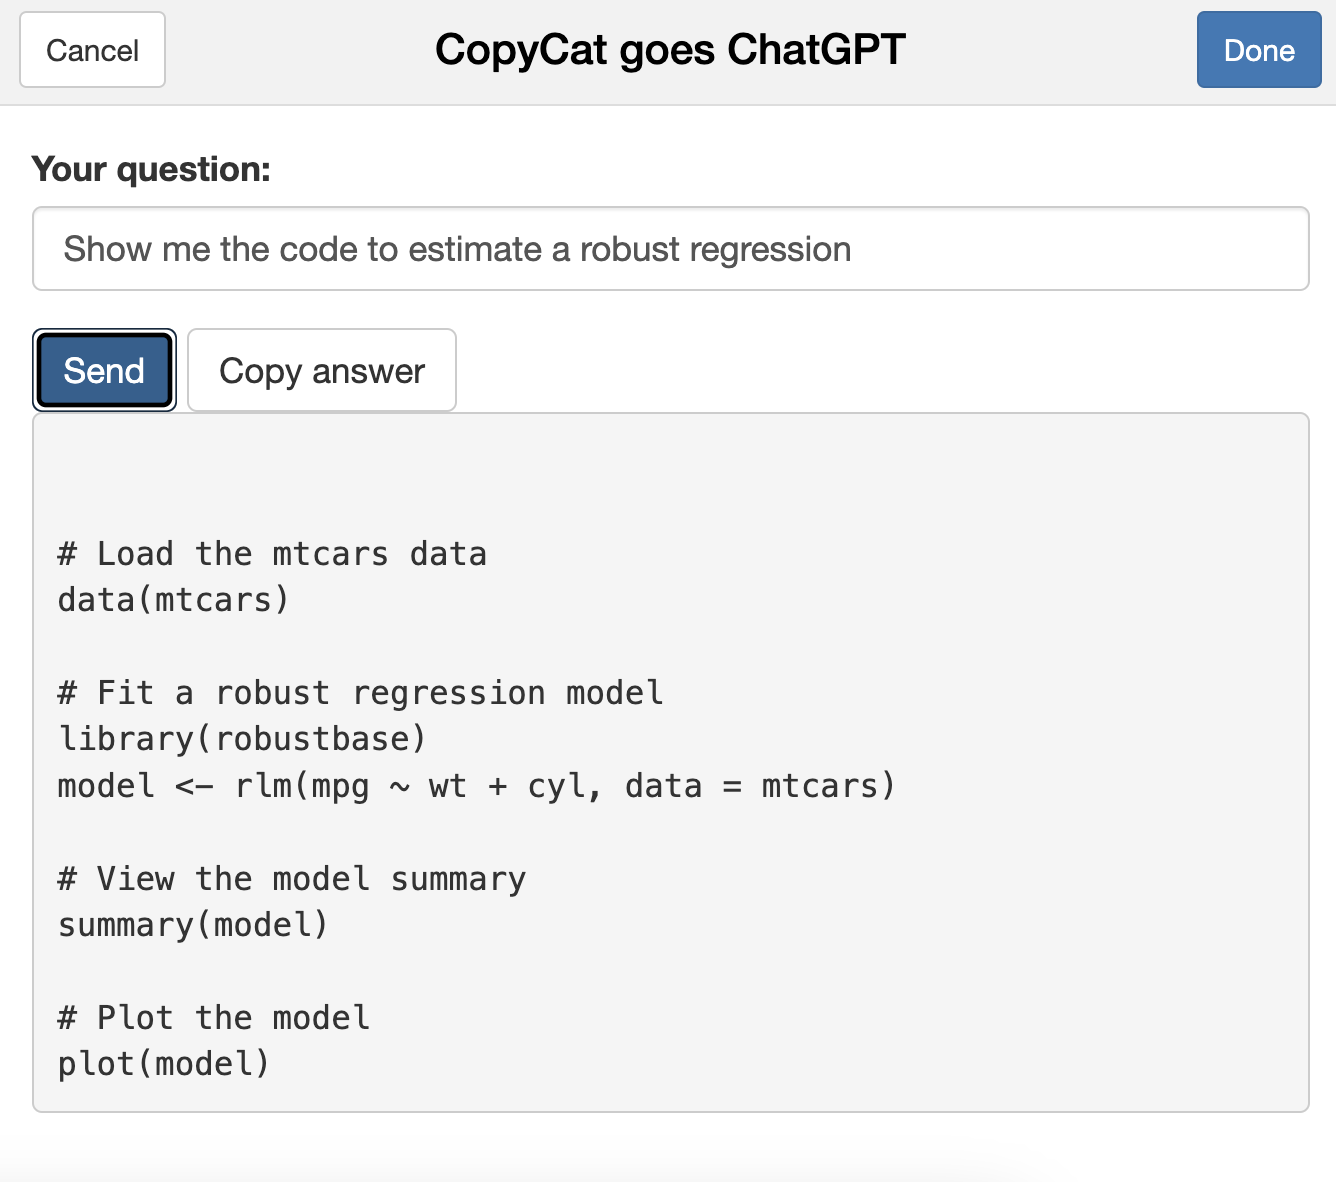 Cancel
CopyCat goes ChatGPT
Done
Your question:
Show me the code to estimate a robust regression
Send
Copy answer
# Load the mtcars data
data(mtcars)
# Fit a robust regression model
library(robustbase)
model <- rlm(mpg ~ wt + cyl, data = mtcars)
# View the model summary
summary(model)
# Plot the model
plot(model)